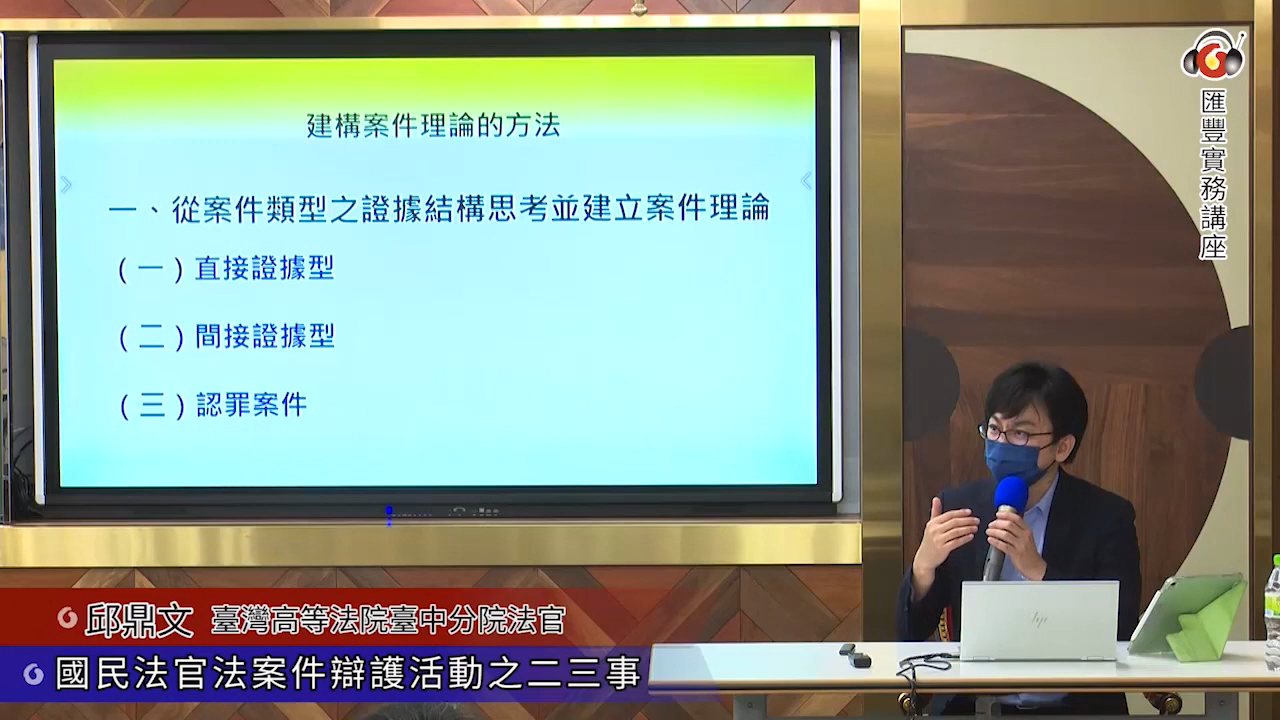 建構案件理論的方法
一、從案件類型之證據結構思考並建立案件理論
(一)直接證據型
(二)間接證據型
(三)認罪案件
匯豐實務講座
邱鼎文 臺灣高等法院臺中分院法官
國民法官法案件辯護活動之二三事
hp